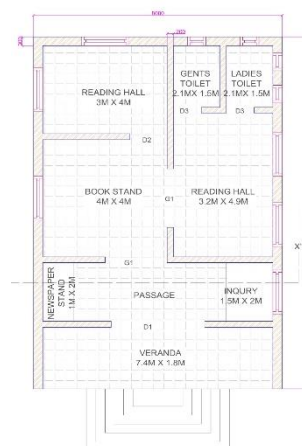 READING HALL
3M X 4M
GENTS
TOILET
2.1MX 1.5M
LADIES
TOILET
2.1M X 1.5M
D3
D3
D2
BOOK STAND
4M X 4M
G1
READING HALL
3.2M X 4.9M
G1
NEWSPAPER
STAND
1M X 2M
PASSAGE
INQURY
1.5M X 2M
D1
VERANDA
7.4M X 1.8M